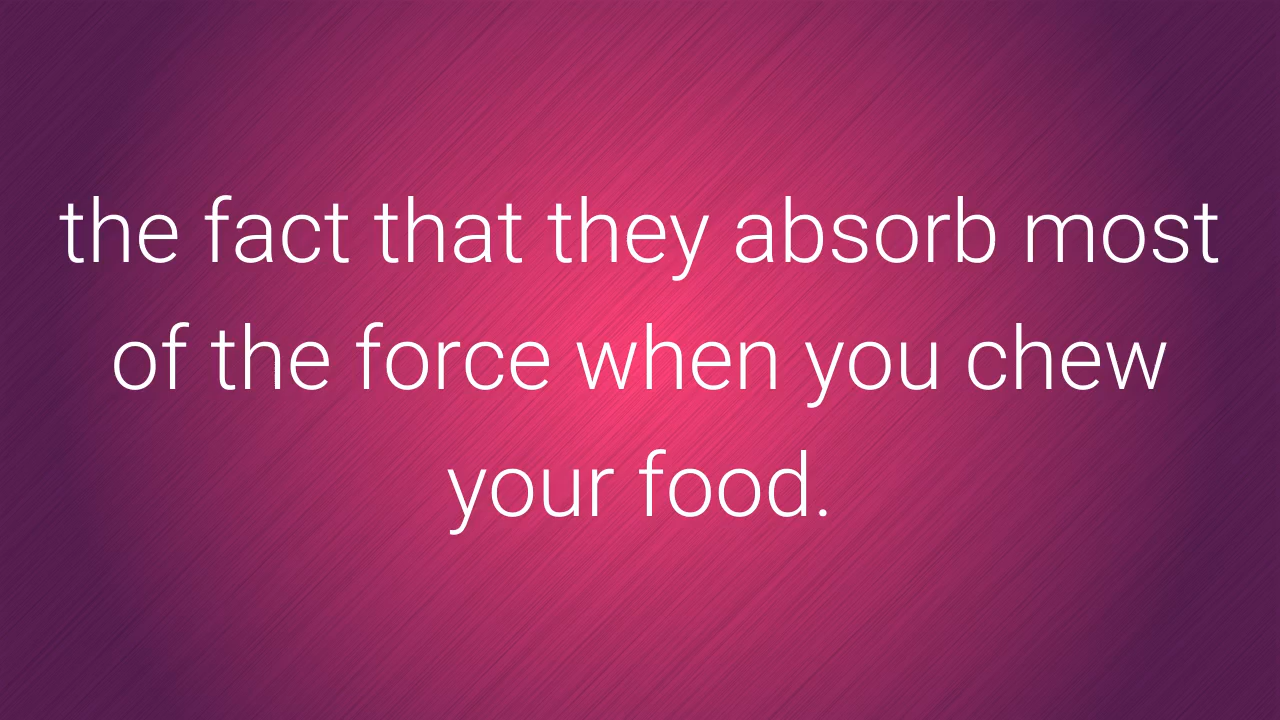 the fact that they absorb most
of the force when you chew
your food.